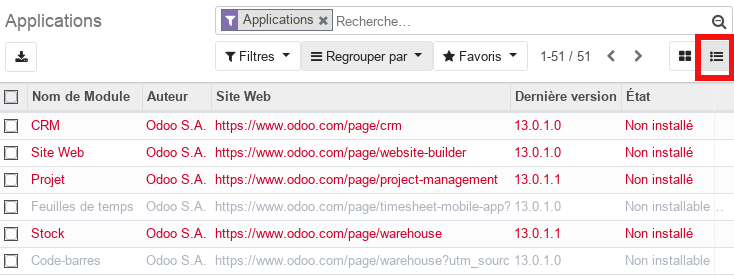 Applications
Applications ✖ Recherche...
Filtres Regrouper par Favoris 1-51 / 51
Nom de Module Auteur Site Web Dernière version État
CRM Odoo S.A. https://www.odoo.com/page/crm 13.0.1.0 Non installé
Site Web Odoo S.A. https://www.odoo.com/page/website-builder 13.0.1.0 Non installé
Projet Odoo S.A. https://www.odoo.com/page/project-management 13.0.1.1 Non installé
Feuilles de temps Odoo S.A. https://www.odoo.com/page/timesheet-mobile-app? 13.0.1.0 Non installable ...
Stock Odoo S.A. https://www.odoo.com/page/warehouse 13.0.1.1 Non installé
Code-barres Odoo S.A. https://www.odoo.com/page/warehouse?utm_sourc 13.0.1.0 Non installable